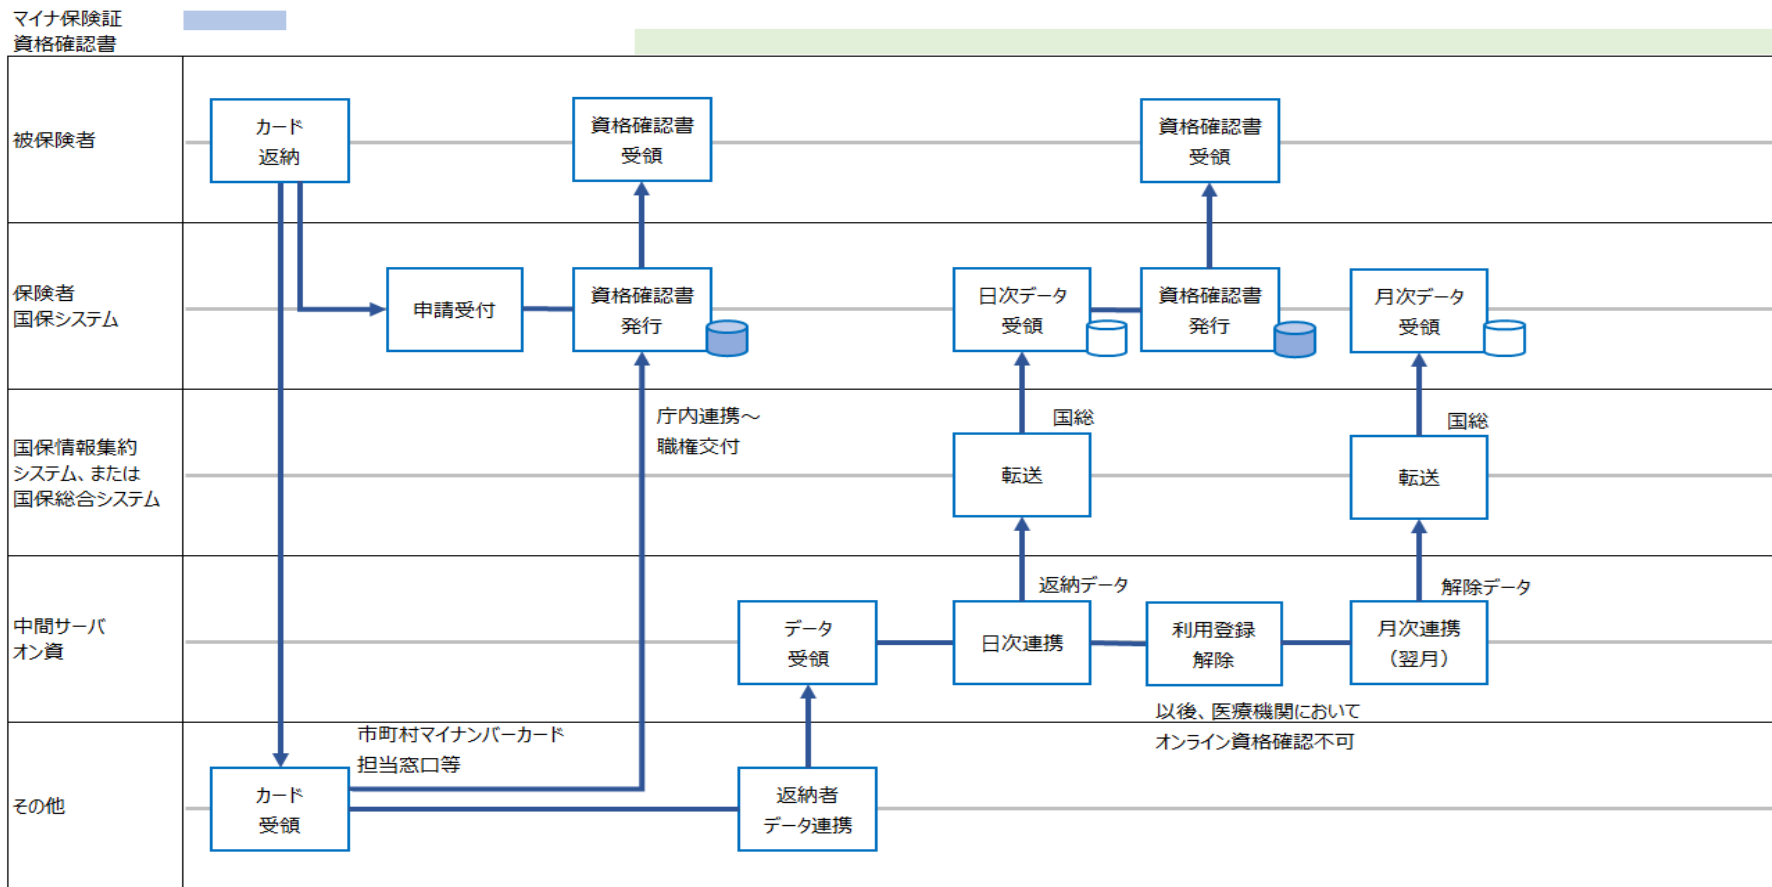 マイナ保険証
資格確認書
被保険者
カード
返納
資格確認書
受領
資格確認書
受領
保険者
国保システム
申請受付
資格確認書
発行
日次データ
受領
資格確認書
発行
月次データ
受領
国保情報集約
システム、または
国保総合システム
庁内連携～
職権交付
国総
転送
国総
転送
中間サーバ
オン資
データ
受領
返納データ
日次連携
利用登録
解除
解除データ
月次連携
（翌月）
以後、医療機関において
オンライン資格確認不可
その他
市町村マイナンバーカード
担当窓口等
カード
受領
返納者
データ連携